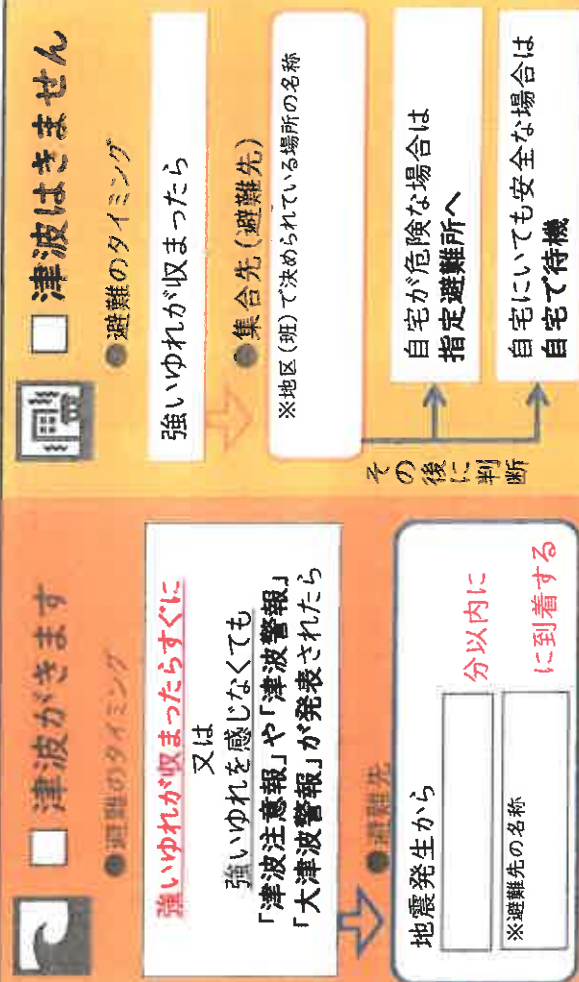 津波がきます
●避難のタイミング
強いゆれが収まったらすぐに
又は
強いゆれを感じなくても
「津波注意報」や「津波警報」
「大津波警報」が発表されたら
●避難先
地震発生から
分以内に
※避難先の名称
に到着する
津波はきません
●避難のタイミング
強いゆれが収まったら
●集合先(避難先)
※地区(班)で決められている場所の名称
その後に判断
自宅が危険な場合は
指定避難所へ
自宅にいても安全な場合は
自宅で待機